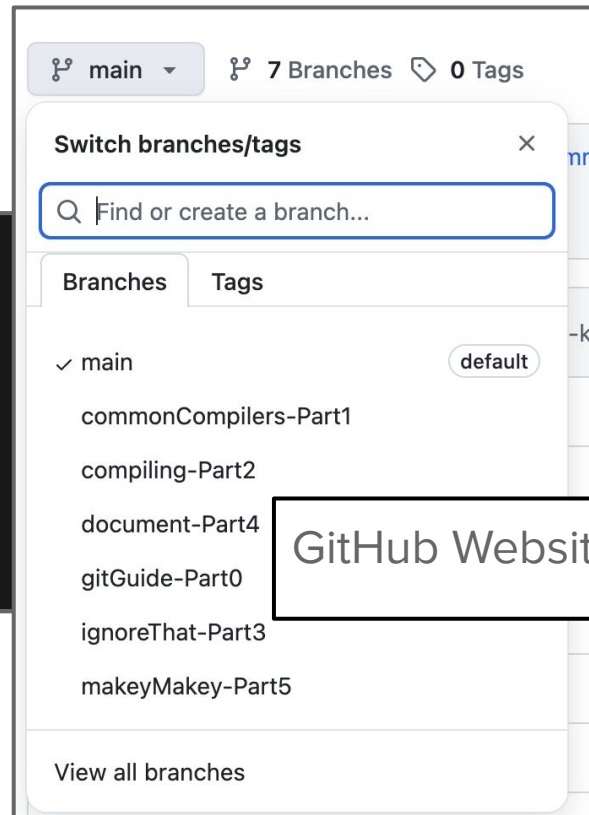 main 7 Branches 0 Tags
Switch branches/tags
Find or create a branch...
Branches Tags
main default
commonCompilers-Part1
compiling-Part2
document-Part4
gitGuide-Part0
ignoreThat-Part3
makeyMakey-Part5
View all branches
GitHub